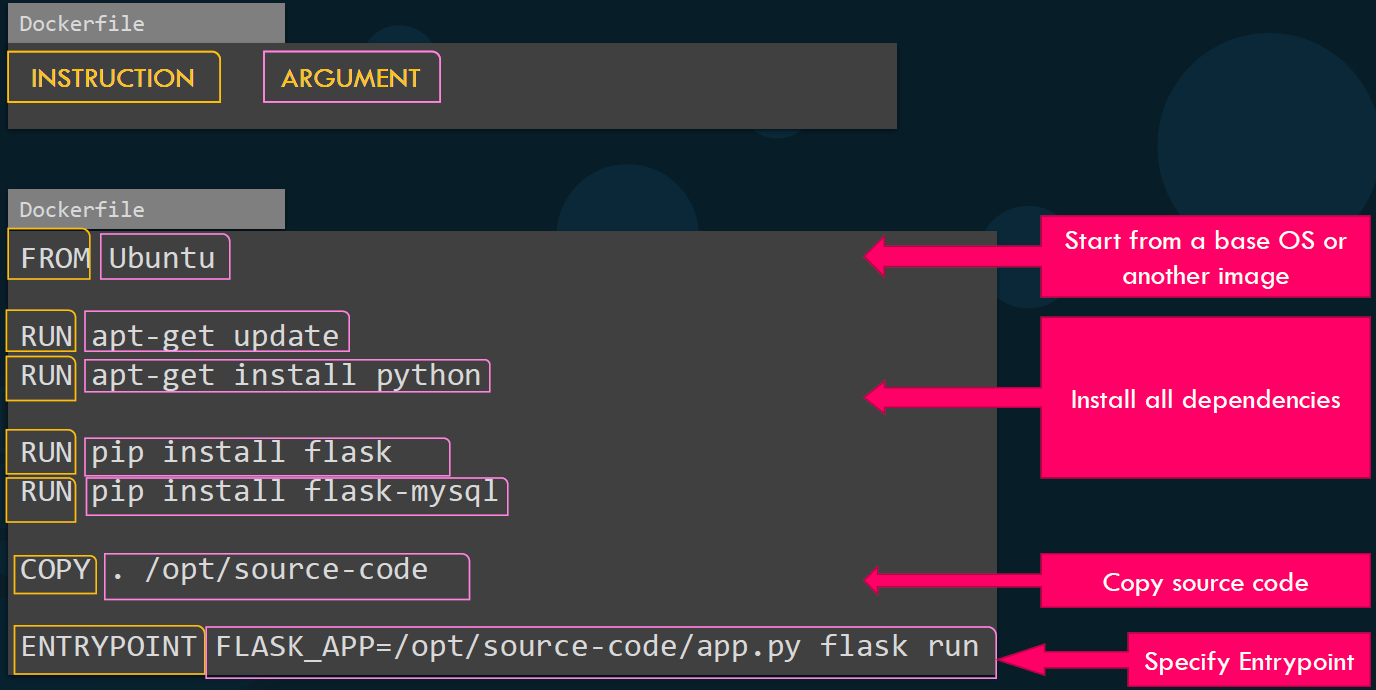 Dockerfile
INSTRUCTION ARGUMENT
Dockerfile
FROM Ubuntu
Start from a base OS or
another image
RUN apt-get update
RUN apt-get install python
Install all dependencies
RUN pip install flask
RUN pip install flask-mysql
COPY . /opt/source-code
Copy source code
ENTRYPOINT FLASK_APP=/opt/source-code/app.py flask run
Specify Entrypoint